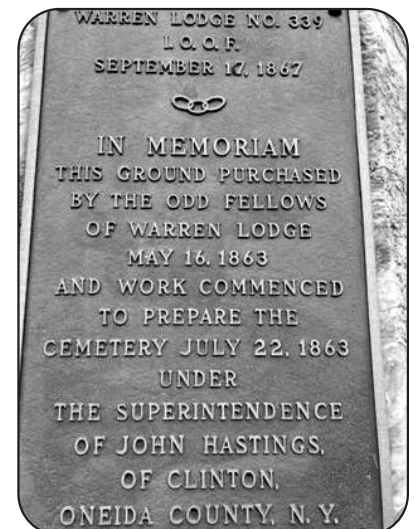 WARREN LODGE NO. 339
I. O. O. F.
SEPTEMBER 17, 1867
IN MEMORIAM
THIS GROUND PURCHASED
BY THE ODD FELLOWS
OF WARREN LODGE
MAY 16, 1863
AND WORK COMMENCED
TO PREPARE THE
CEMETERY JULY 22, 1863
UNDER
THE SUPERINTENDENCE
OF JOHN HASTINGS,
OF CLINTON,
ONEIDA COUNTY, N. Y.